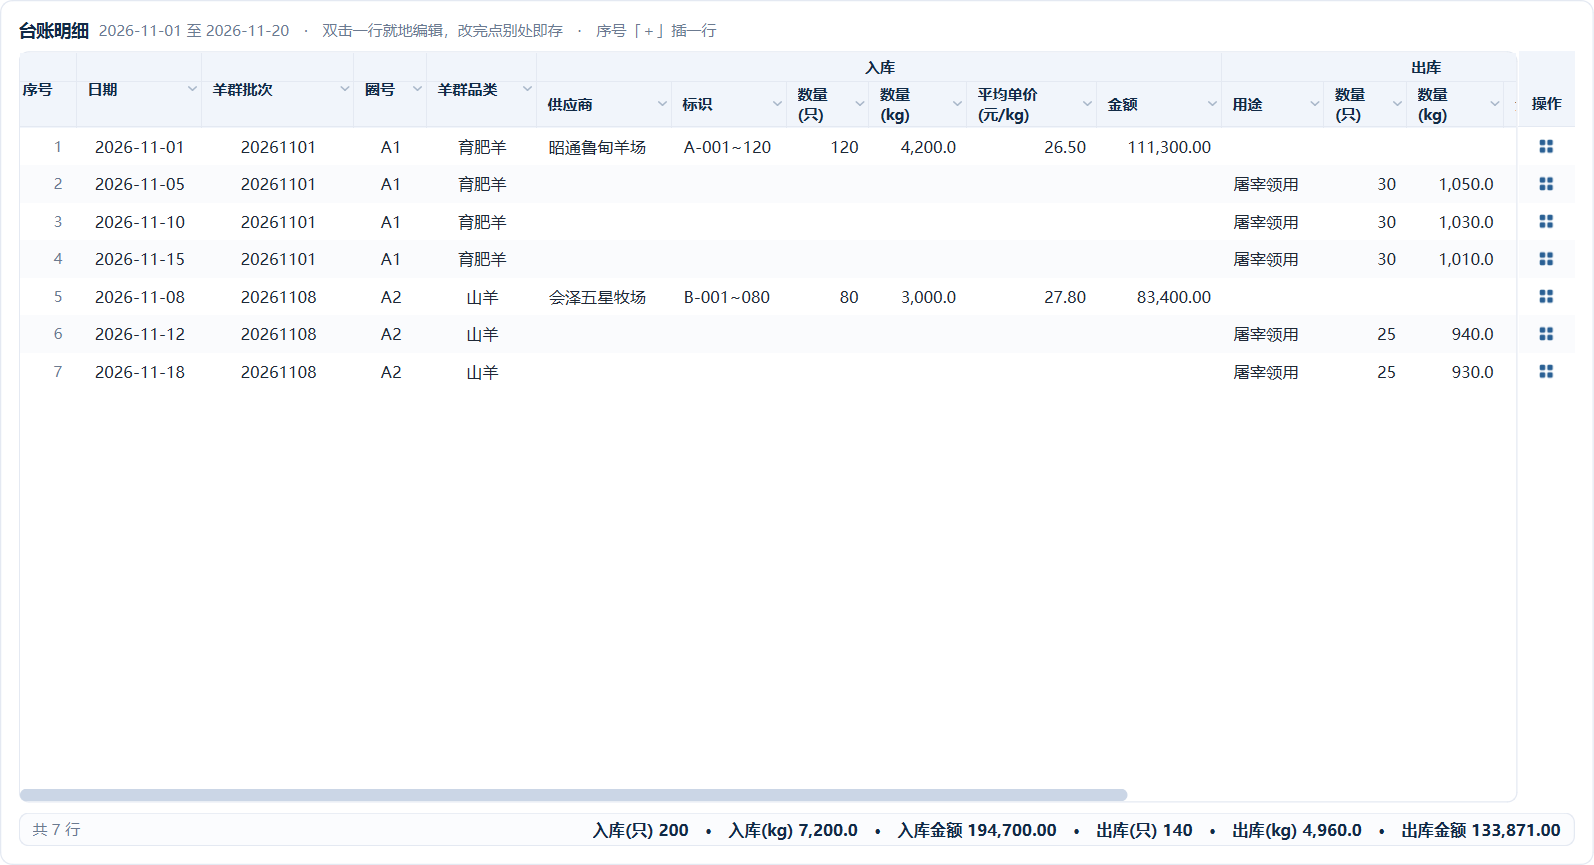 台账明细 2026-11-01 至 2026-11-20 · 双击一行就地编辑，改完点别处即存 · 序号「＋」插一行
入库 出库
序号 日期 羊群批次 圈号 羊群品类 供应商 标识 数量(只) 数量(kg) 平均单价(元/kg) 金额 用途 数量(只) 数量(kg) 操作
1 2026-11-01 20261101 A1 育肥羊 昭通鲁甸羊场 A-001~120 120 4,200.0 26.50 111,300.00
2 2026-11-05 20261101 A1 育肥羊 屠宰领用 30 1,050.0
3 2026-11-10 20261101 A1 育肥羊 屠宰领用 30 1,030.0
4 2026-11-15 20261101 A1 育肥羊 屠宰领用 30 1,010.0
5 2026-11-08 20261108 A2 山羊 会泽五星牧场 B-001~080 80 3,000.0 27.80 83,400.00
6 2026-11-12 20261108 A2 山羊 屠宰领用 25 940.0
7 2026-11-18 20261108 A2 山羊 屠宰领用 25 930.0
共 7 行 入库(只) 200 • 入库(kg) 7,200.0 • 入库金额 194,700.00 • 出库(只) 140 • 出库(kg) 4,960.0 • 出库金额 133,871.00